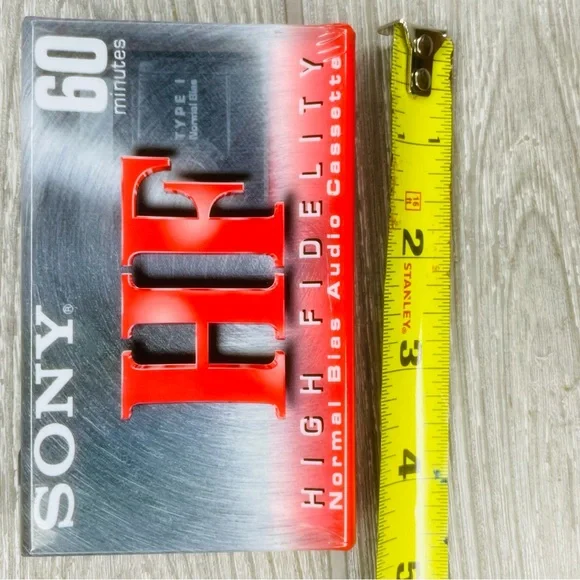 SONY®
60
minutes
TYPE I
Normal Bias
HF
HIGH FIDELITY
Normal Bias Audio Cassette
1
16
2
STANLEY®
3
4
5